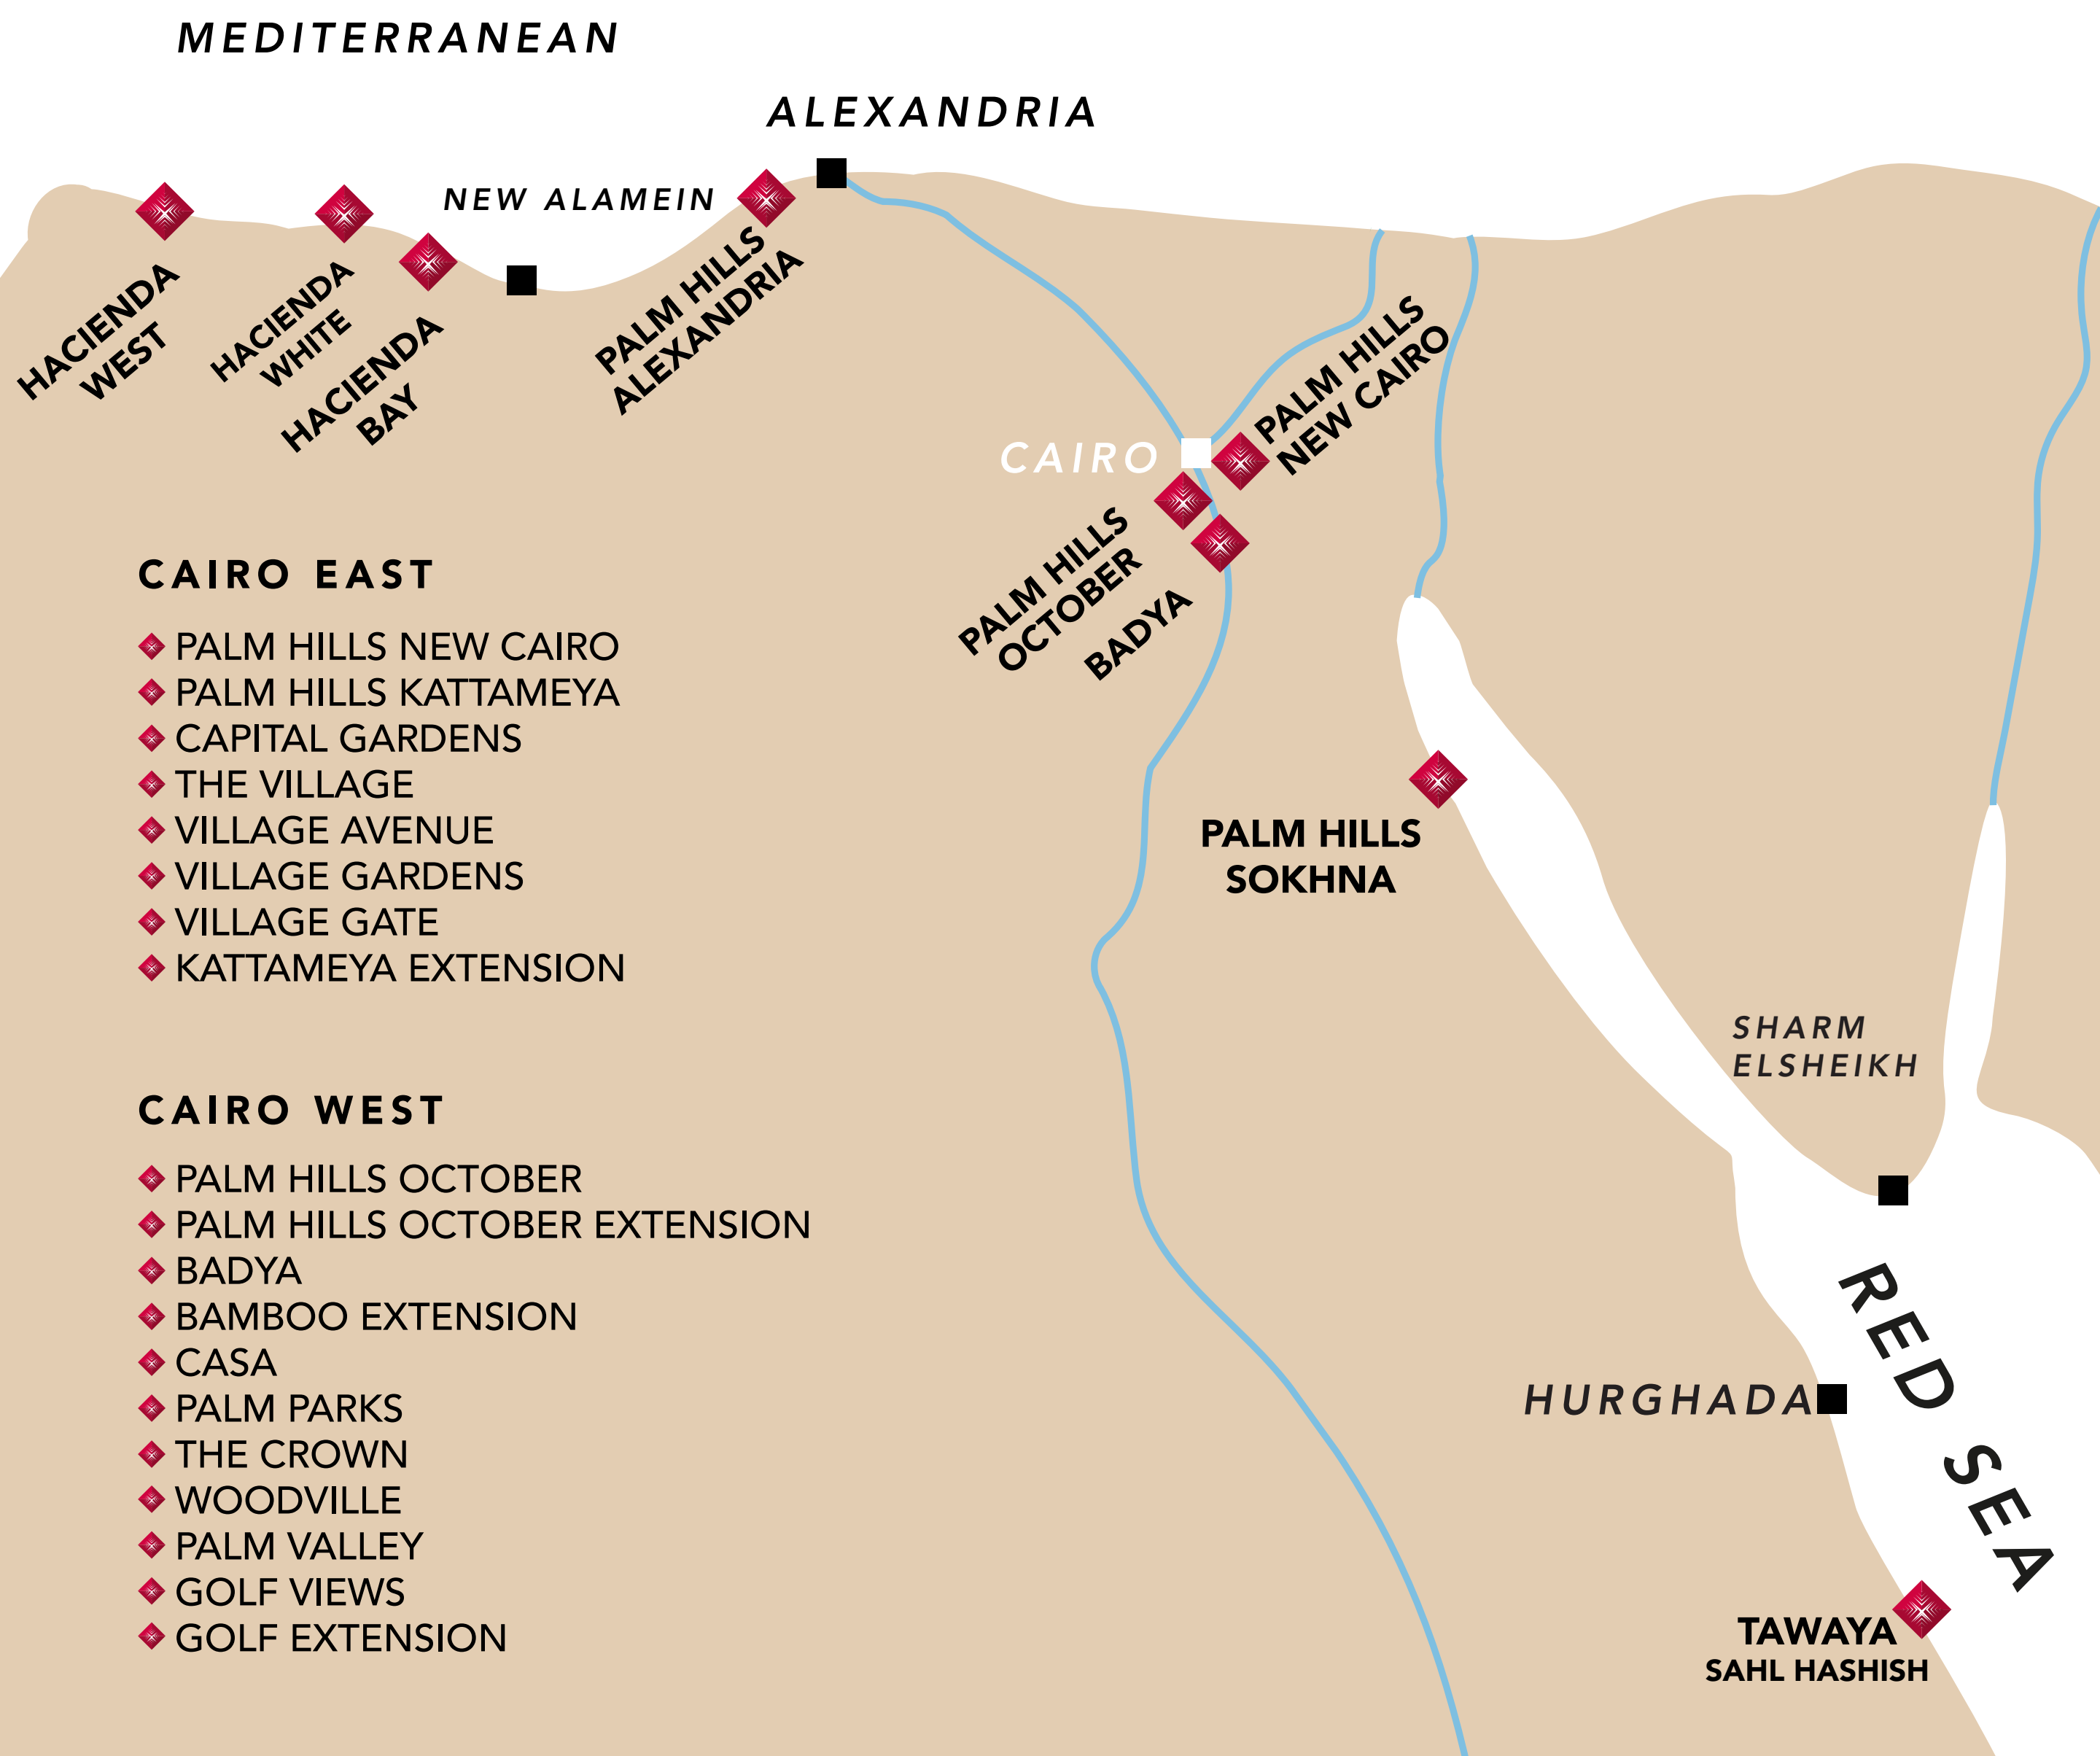 MEDITERRANEAN
ALEXANDRIA
NEW ALAMEIN
HACIENDA
WEST
HACIENDA
WHITE
HACIENDA
BAY
PALM HILLS
ALEXANDRIA
CAIRO
PALM HILLS
NEW CAIRO
PALM HILLS
OCTOBER
BADYA
CAIRO EAST
PALM HILLS NEW CAIRO
PALM HILLS KATTAMEYA
CAPITAL GARDENS
THE VILLAGE
VILLAGE AVENUE
VILLAGE GARDENS
VILLAGE GATE
KATTAMEYA EXTENSION
PALM HILLS
SOKHNA
SHARM
ELSHEIKH
CAIRO WEST
PALM HILLS OCTOBER
PALM HILLS OCTOBER EXTENSION
BADYA
BAMBOO EXTENSION
CASA
PALM PARKS
THE CROWN
WOODVILLE
PALM VALLEY
GOLF VIEWS
GOLF EXTENSION
RED SEA
HURGHADA
TAWAYA
SAHL HASHISH